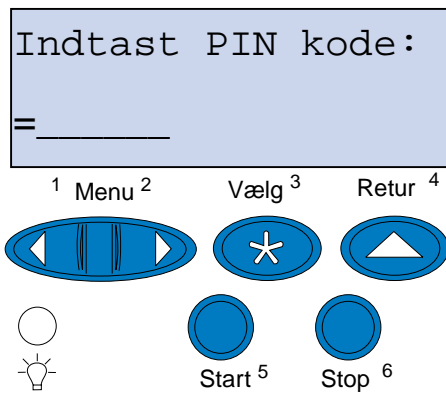 Indtast PIN kode:
=______
1 Menu 2 Vælg 3 Retur 4
Start 5 Stop 6